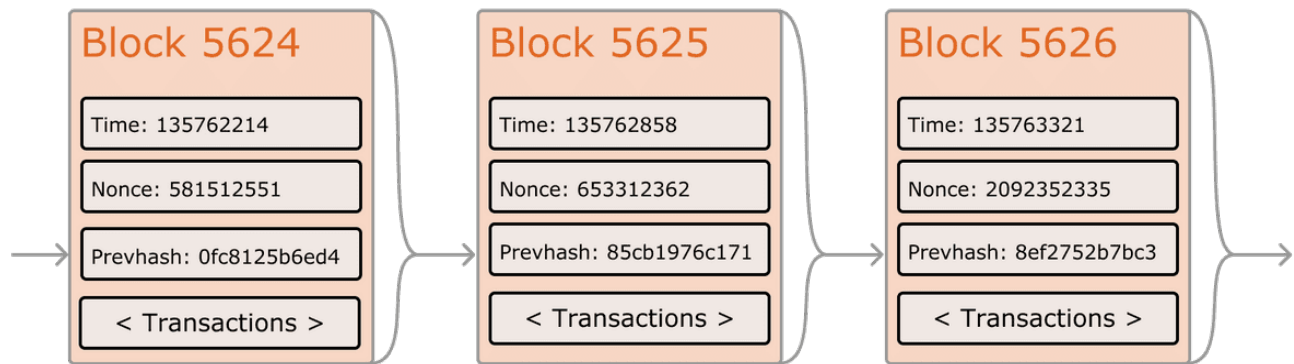 Block 5624
Time: 135762214
Nonce: 581512551
Prevhash: 0fc8125b6ed4
< Transactions >
Block 5625
Time: 135762858
Nonce: 653312362
Prevhash: 85cb1976c171
< Transactions >
Block 5626
Time: 135763321
Nonce: 2092352335
Prevhash: 8ef2752b7bc3
< Transactions >